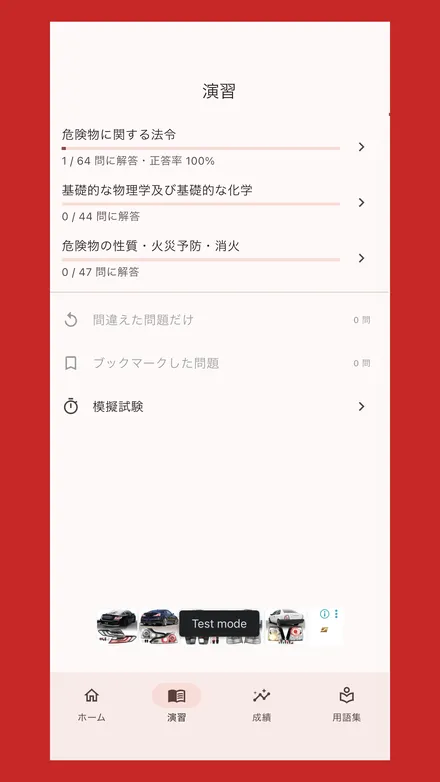 演習
危険物に関する法令
1 / 64 問に解答・正答率 100%
基礎的な物理学及び基礎的な化学
0 / 44 問に解答
危険物の性質・火災予防・消火
0 / 47 問に解答
間違えた問題だけ 0 問
ブックマークした問題 0 問
模擬試験
Test mode
ホーム 演習 成績 用語集